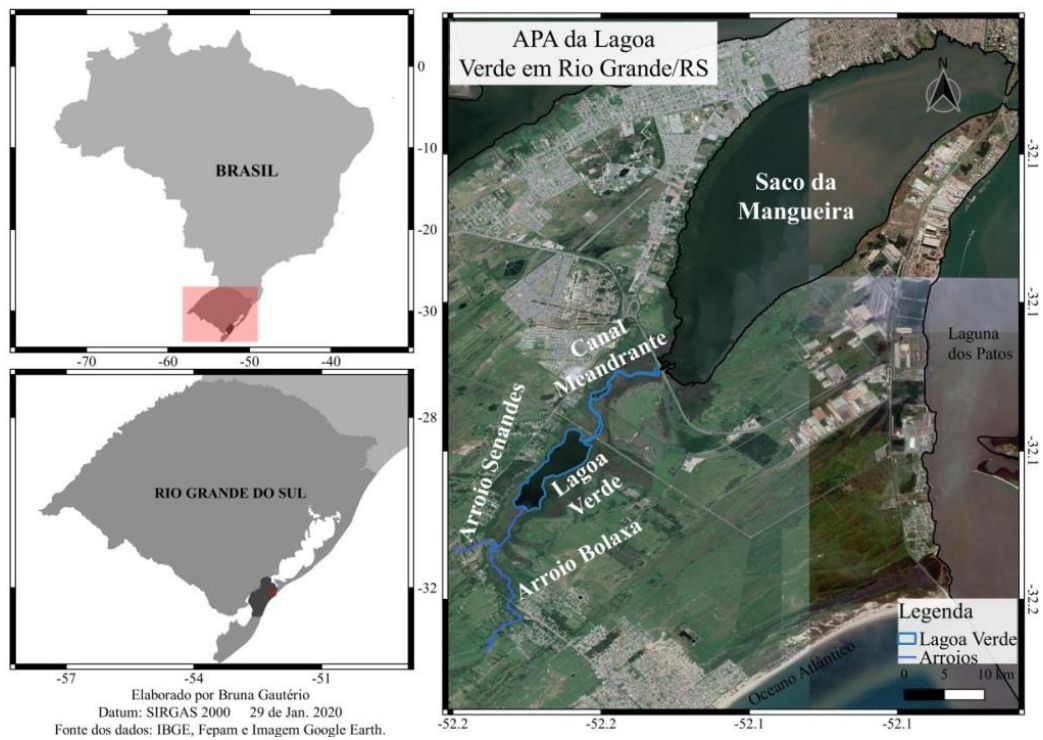 BRASIL
0
-10
-20
-30
-70
-60
-50
-40
RIO GRANDE DO SUL
-28
-32
-57
-54
-51
Elaborado por Bruna Gautério
Datum: SIRGAS 2000 29 de Jan. 2020
Fonte dos dados: IBGE, Fepam e Imagem Google Earth.
APA da Lagoa
Verde em Rio Grande/RS
N
Saco da
Mangueira
Canal
Meandrante
Laguna
dos Patos
Arroio Senandes
Lagoa
Verde
Arroio Bolaxa
Oceano Atlântico
Legenda
Lagoa Verde
Arroios
0 5 10 km
-32.1
-32.1
-32.1
-32.2
-52.2
-52.2
-52.1
-52.1